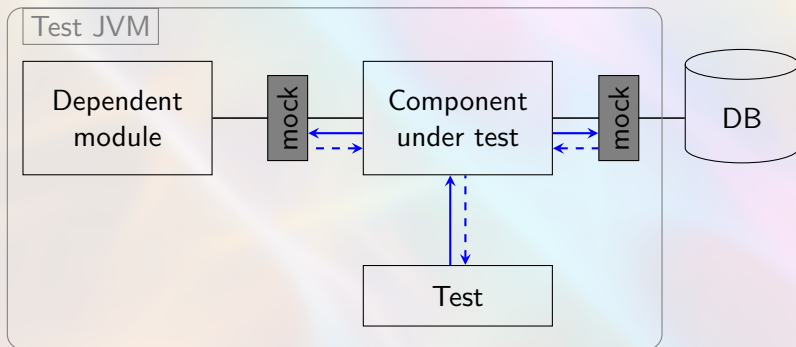 Test JVM
Dependent
module
mock
Component
under test
mock
DB
Test